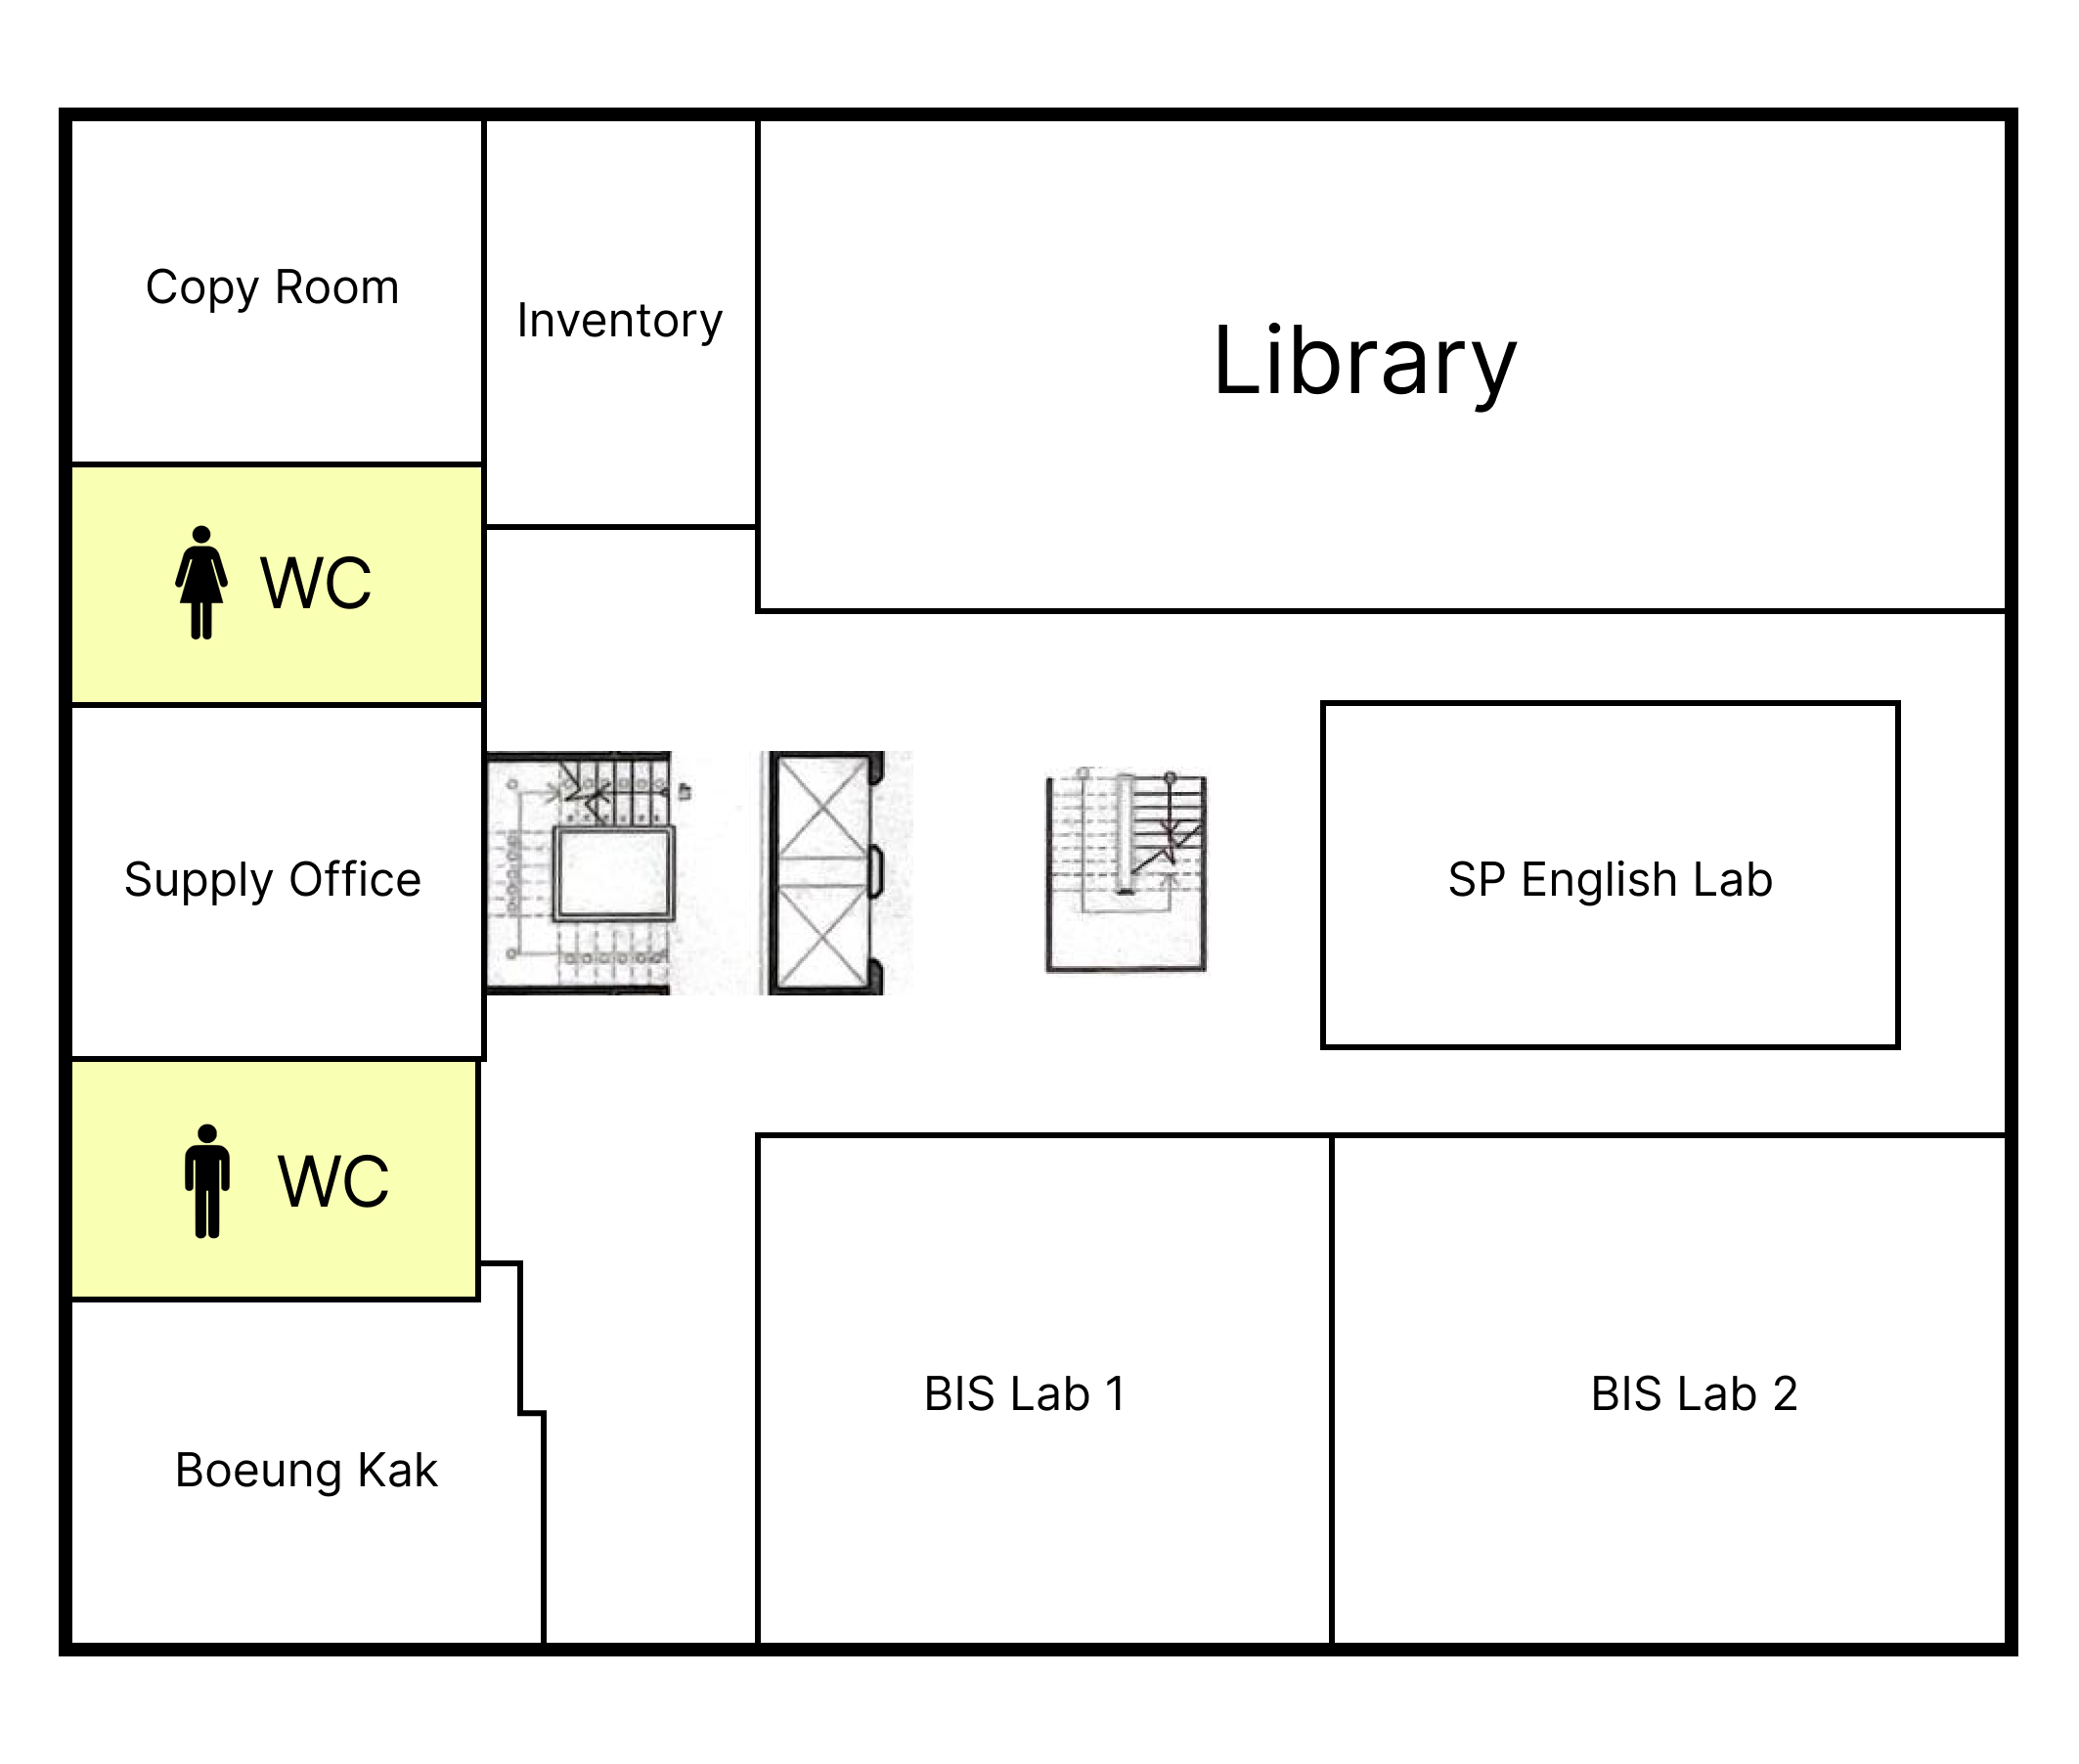 Copy Room
Inventory
Library
WC
Supply Office
SP English Lab
WC
BIS Lab 1
BIS Lab 2
Boeung Kak